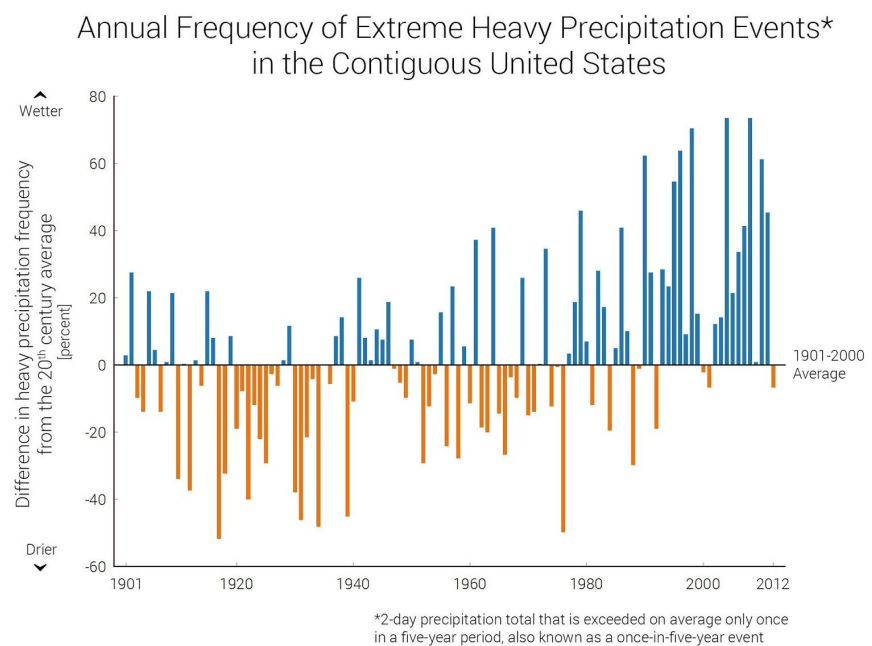 Annual Frequency of Extreme Heavy Precipitation Events*
in the Contiguous United States
Wetter
Difference in heavy precipitation frequency
from the 20th century average
[percent]
Drier
80
60
40
20
0
-20
-40
-60
1901
1920
1940
1960
1980
2000
2012
1901-2000
Average
*2-day precipitation total that is exceeded on average only once
in a five-year period, also known as a once-in-five-year event